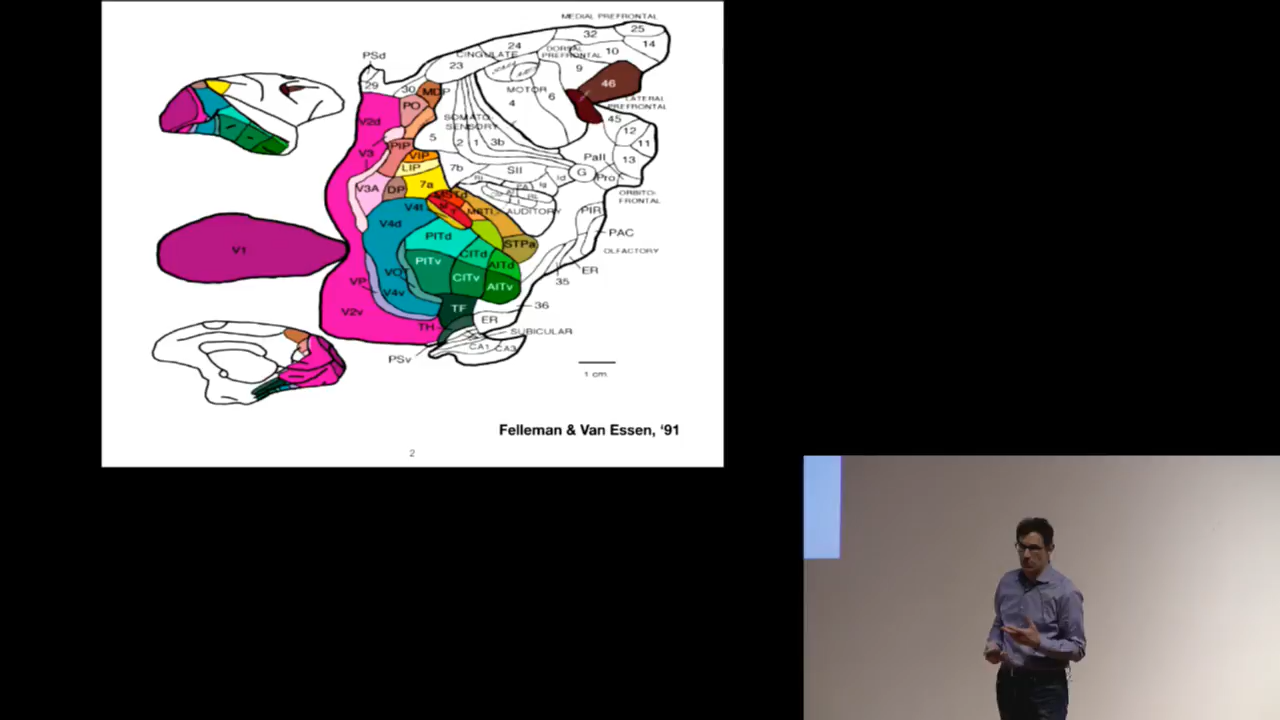 MEDIAL PREFRONTAL
25
32
14
24
DORSAL
PREFRONTAL
10
CINGULATE
PSd
23
9
46
29
30
MDP
MOTOR
LATERAL
PREFRONTAL
PO
4
6
V2d
SOMATO-
SENSORY
45
12
5
2
1
3b
11
V3
PIP
VIP
PaII
13
LIP
7b
SII
G
Pro
Id
Ig
V3A
DP
7a
ORBITO-
FRONTAL
MSTd
V4t
AUDITORY
PIR
V4d
PAC
PITd
STPa
V1
CITd
OLFACTORY
PITv
AITd
ER
VOT
CITv
35
VP
AITv
V4v
36
V2v
TF
ER
TH
SUBICULAR
CA1
CA3
PSv
1 cm
Felleman & Van Essen, ‘91
2